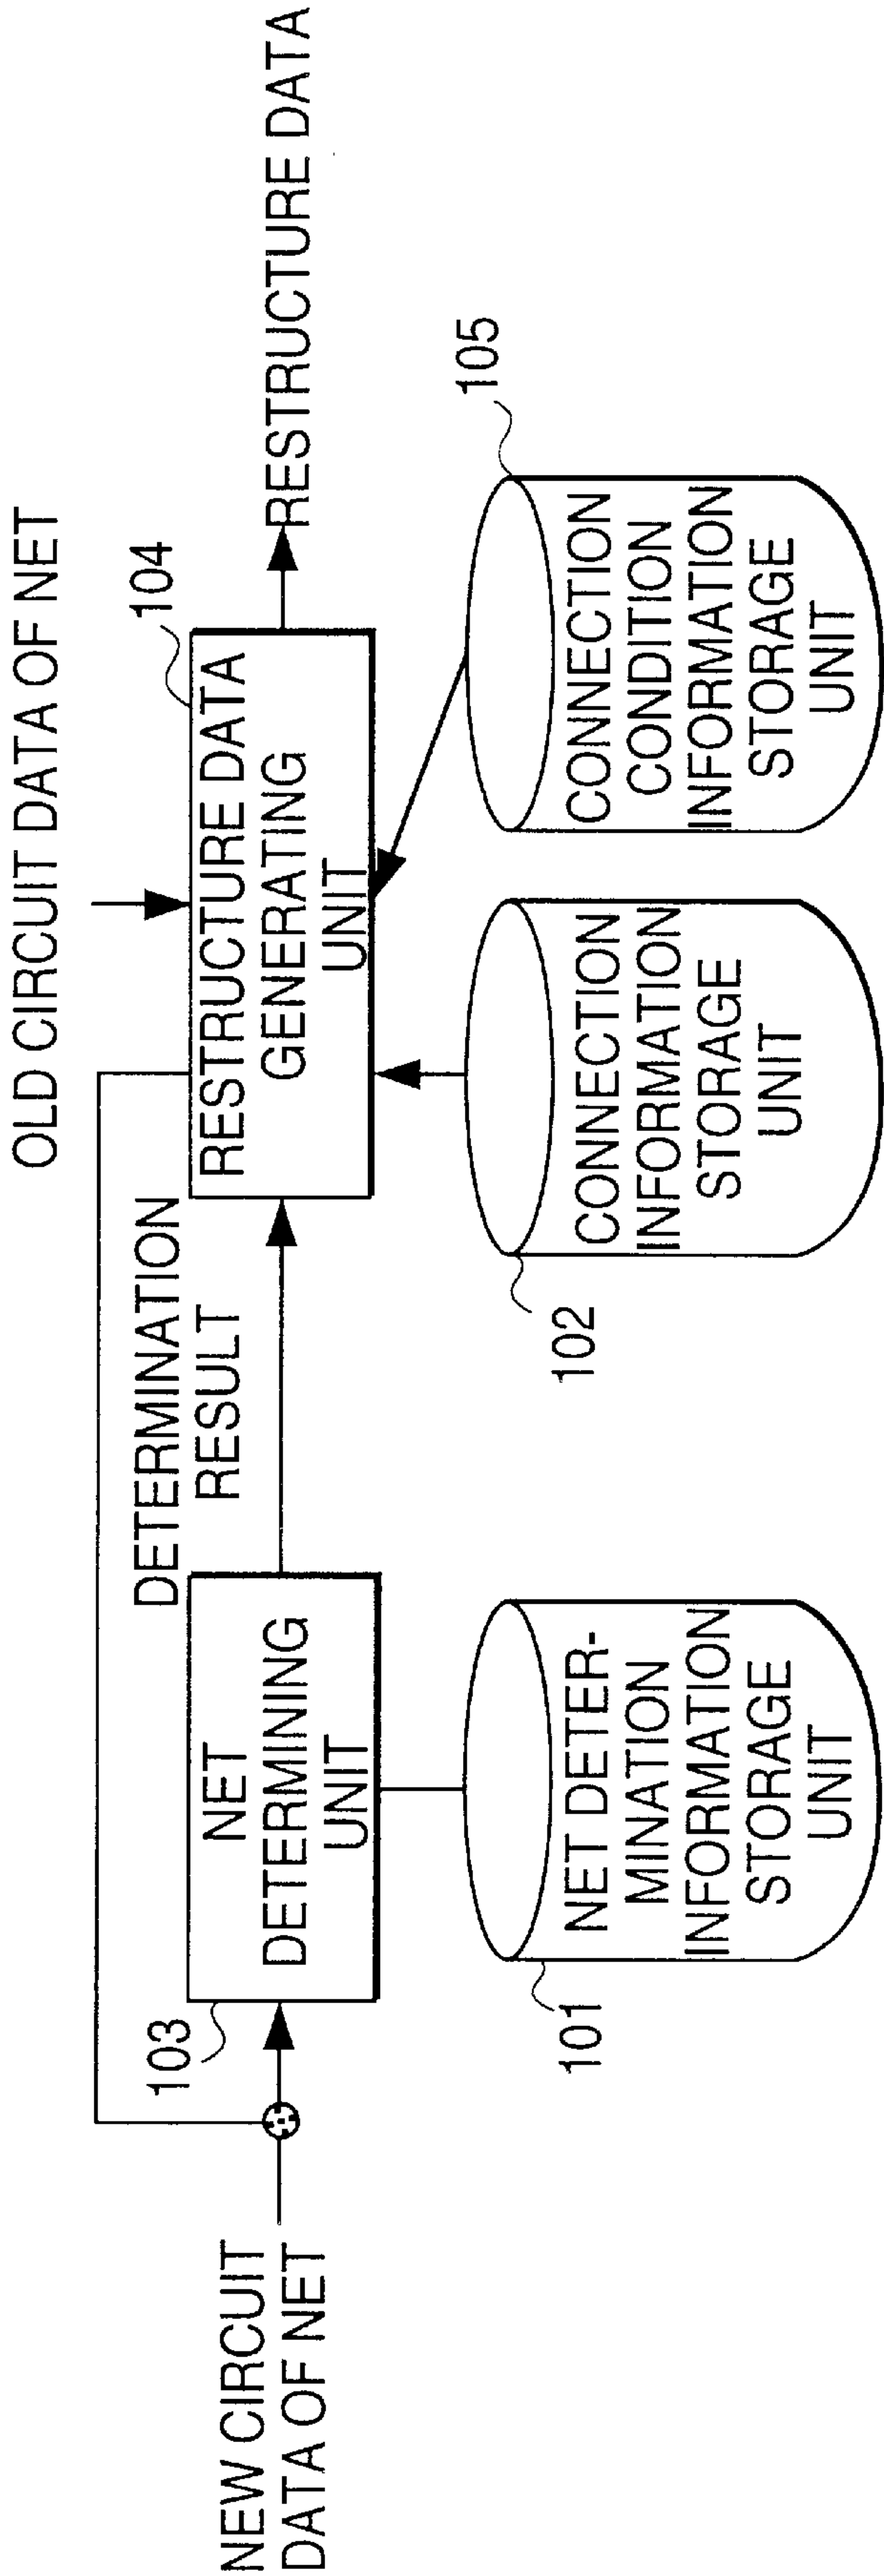 OLD CIRCUIT DATA OF NET
DETERMINATION
RESULT
104
NEW CIRCUIT
DATA OF NET
103
NET
DETERMINING
UNIT
RESTRUCTURE DATA
GENERATING
UNIT
RESTRUCTURE DATA
101
NET DETER-
MINATION
INFORMATION
STORAGE
UNIT
102
CONNECTION
INFORMATION
STORAGE
UNIT
105
CONNECTION
CONDITION
INFORMATION
STORAGE
UNIT